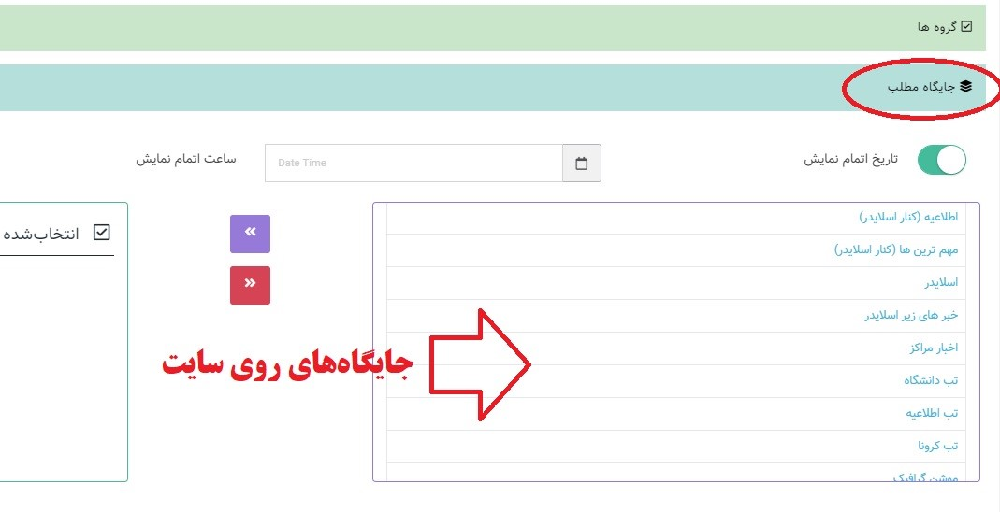 گروه ها
جایگاه مطلب
تاریخ اتمام نمایش
Date Time
ساعت اتمام نمایش
اطلاعیه (کنار اسلایدر)
مهم ترین ها (کنار اسلایدر)
اسلایدر
خبر های زیر اسلایدر
اخبار مراکز
تب دانشگاه
تب اطلاعیه
تب کرونا
موشن گرافیک
جایگاه‌های روی سایت
انتخاب‌شده